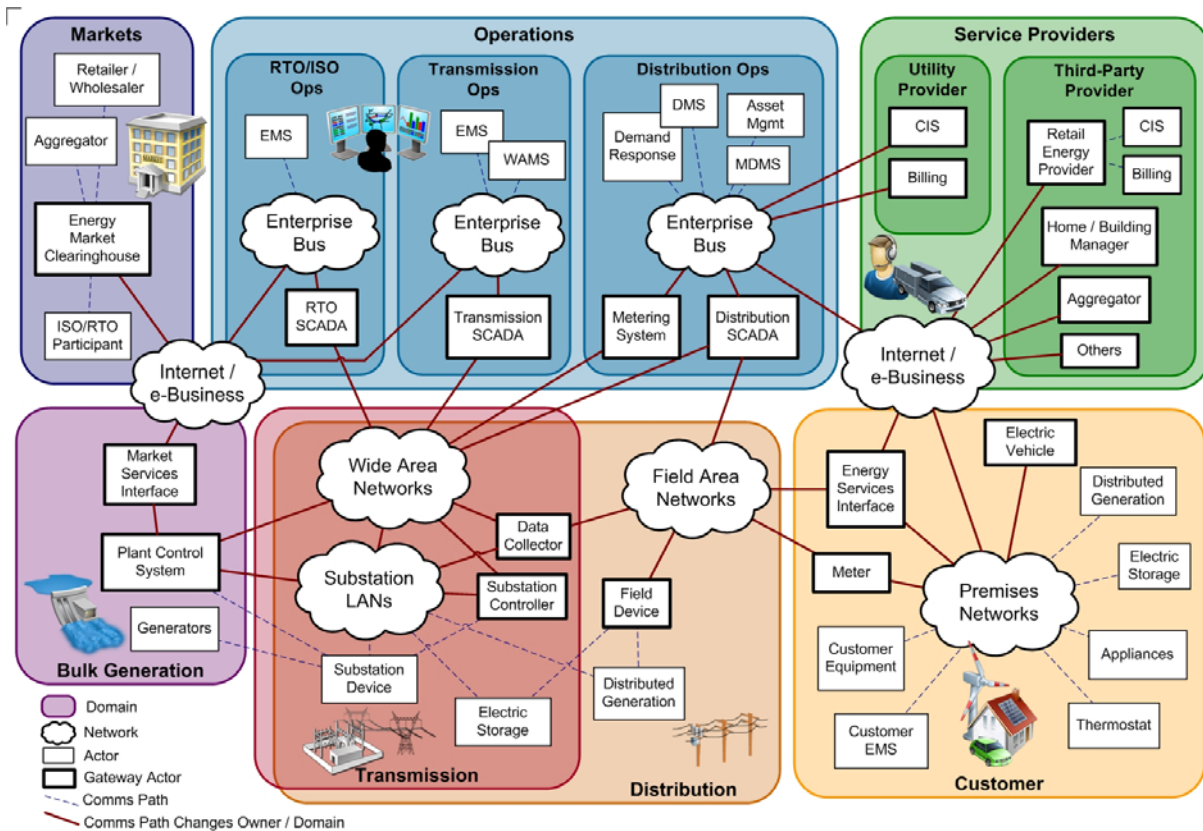 Markets
Retailer /
Wholesaler
Aggregator
Energy
Market
Clearinghouse
ISO/RTO
Participant
MARKET
Operations
RTO/ISO
Ops
EMS
Enterprise
Bus
RTO
SCADA
Transmission
Ops
EMS
WAMS
Enterprise
Bus
Transmission
SCADA
Distribution Ops
DMS
Demand
Response
Asset
Mgmt
MDMS
Enterprise
Bus
Metering
System
Distribution
SCADA
Service Providers
Utility
Provider
CIS
Billing
Third-Party
Provider
Retail
Energy
Provider
CIS
Billing
Home / Building
Manager
Aggregator
Others
Internet /
e-Business
Internet /
e-Business
Market
Services
Interface
Plant Control
System
Generators
Bulk Generation
Wide Area
Networks
Substation
LANs
Data
Collector
Substation
Controller
Substation
Device
Electric
Storage
Transmission
Field Area
Networks
Field
Device
Distributed
Generation
Distribution
Energy
Services
Interface
Electric
Vehicle
Distributed
Generation
Meter
Premises
Networks
Electric
Storage
Customer
Equipment
Appliances
Customer
EMS
Thermostat
Customer
Domain
Network
Actor
Gateway Actor
Comms Path
Comms Path Changes Owner / Domain